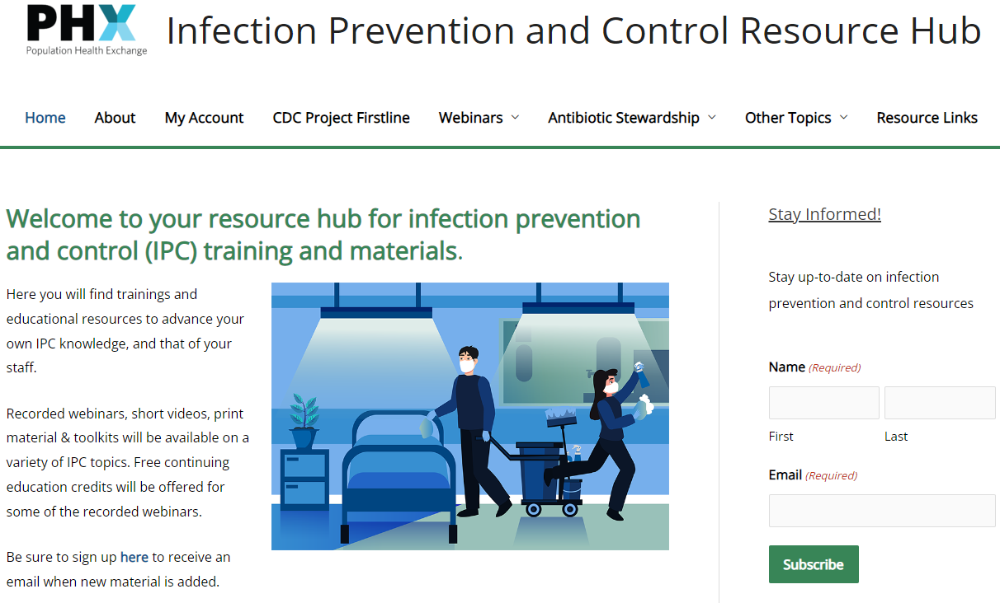 PHX
Population Health Exchange
Infection Prevention and Control Resource Hub
Home
About
My Account
CDC Project Firstline
Webinars
Antibiotic Stewardship
Other Topics
Resource Links
Welcome to your resource hub for infection prevention
and control (IPC) training and materials.
Here you will find trainings and
educational resources to advance your
own IPC knowledge, and that of your
staff.
Recorded webinars, short videos, print
material & toolkits will be available on a
variety of IPC topics. Free continuing
education credits will be offered for
some of the recorded webinars.
Be sure to sign up here to receive an
email when new material is added.
Stay Informed!
Stay up-to-date on infection
prevention and control resources
Name (Required)
First
Last
Email (Required)
Subscribe